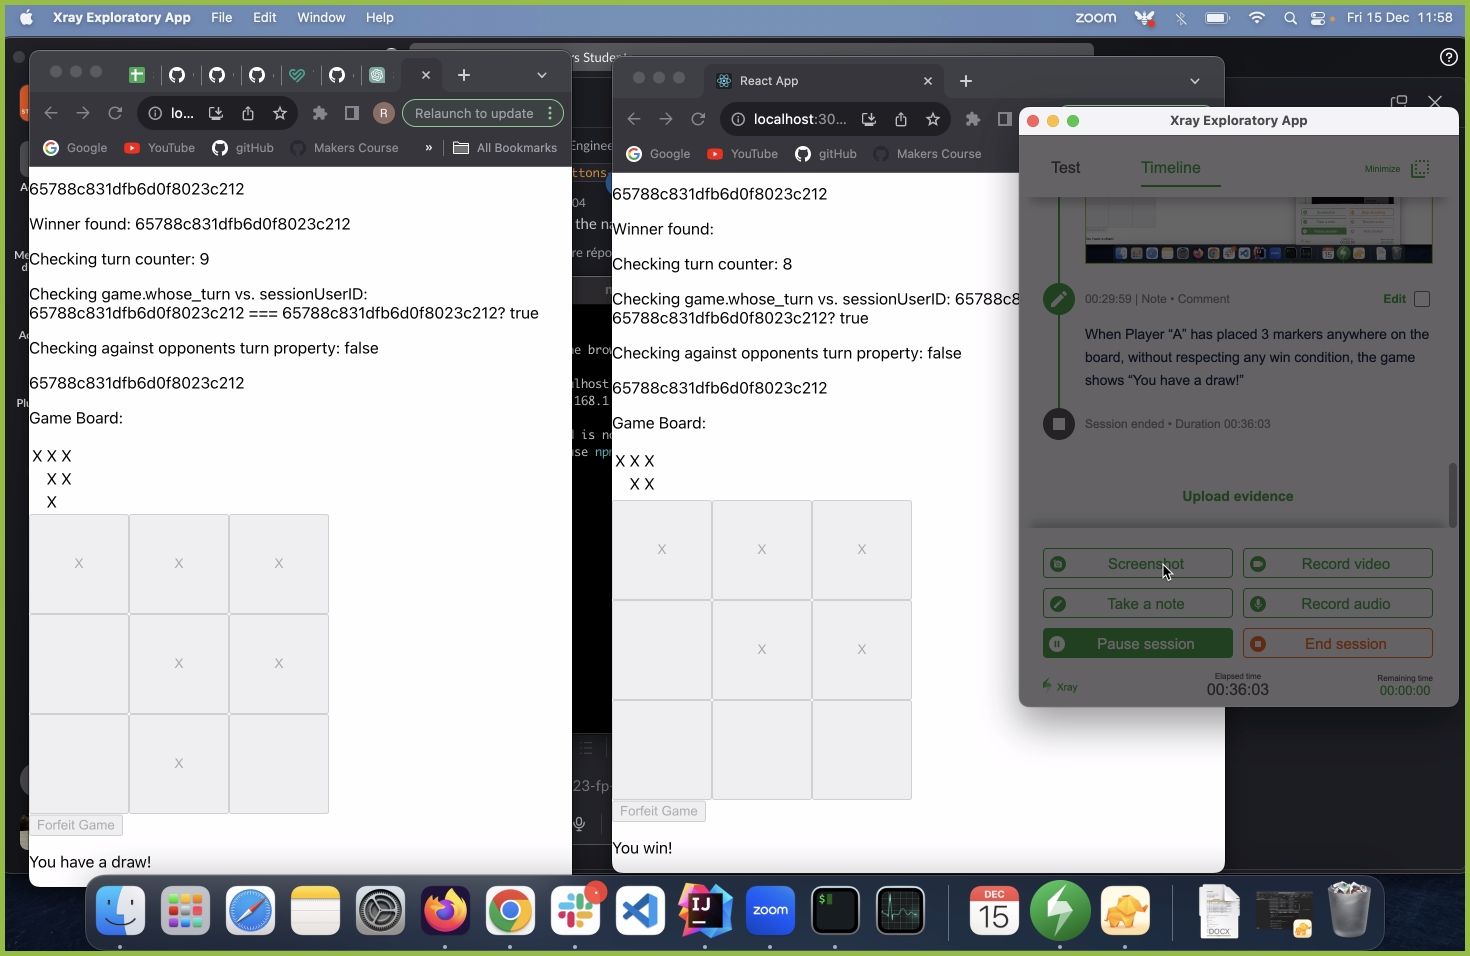 Xray Exploratory App File Edit Window Help
zoom Fri 15 Dec 11:58
lo... R Relaunch to update
Google YouTube gitHub Makers Course » All Bookmarks
65788c831dfb6d0f8023c212
Winner found: 65788c831dfb6d0f8023c212
Checking turn counter: 9
Checking game.whose_turn vs. sessionUserID:
65788c831dfb6d0f8023c212 === 65788c831dfb6d0f8023c212? true
Checking against opponents turn property: false
65788c831dfb6d0f8023c212
Game Board:
X X X
X X
X
X X X
X X
X
Forfeit Game
You have a draw!
React App
localhost:30...
Google YouTube gitHub Makers Course
65788c831dfb6d0f8023c212
Winner found:
Checking turn counter: 8
Checking game.whose_turn vs. sessionUserID: 65788c8
65788c831dfb6d0f8023c212? true
Checking against opponents turn property: false
65788c831dfb6d0f8023c212
Game Board:
X X X
X X
X X X
X X
Forfeit Game
You win!
Xray Exploratory App
Test Timeline Minimize
00:29:59 | Note • Comment Edit
When Player “A” has placed 3 markers anywhere on the
board, without respecting any win condition, the game
shows “You have a draw!”
Session ended • Duration 00:36:03
Upload evidence
Screenshot Record video
Take a note Record audio
Pause session End session
Xray
Elapsed time
00:36:03
Remaining time
00:00:00
zoom
DEC
15
DOCX
IJ
$